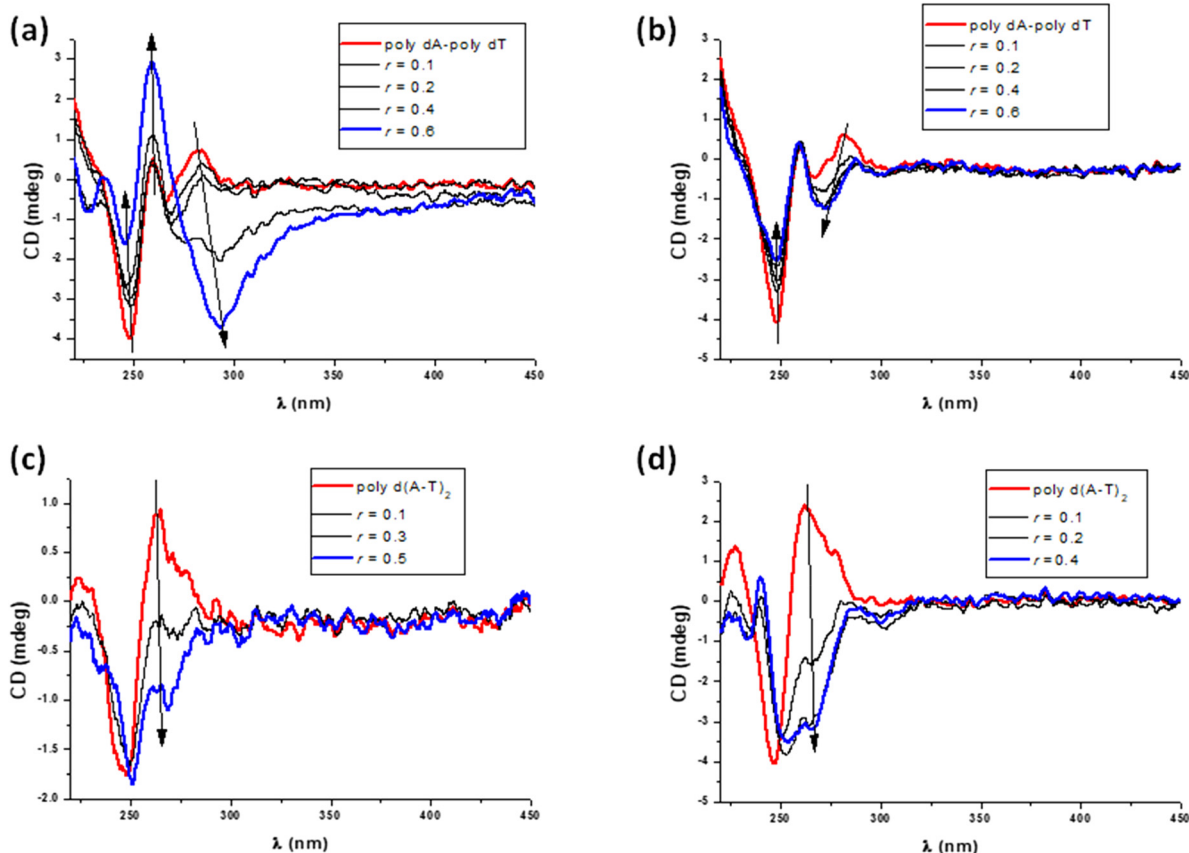 (a)
poly dA-poly dT
r = 0.1
r = 0.2
r = 0.4
r = 0.6
3
2
1
0
-1
-2
-3
-4
CD (mdeg)
250
300
350
400
450
λ (nm)
(b)
poly dA-poly dT
r = 0.1
r = 0.2
r = 0.4
r = 0.6
3
2
1
0
-1
-2
-3
-4
-5
CD (mdeg)
250
300
350
400
450
λ (nm)
(c)
poly d(A-T)2
r = 0.1
r = 0.3
r = 0.5
1.0
0.5
0.0
-0.5
-1.0
-1.5
-2.0
CD (mdeg)
250
300
350
400
450
λ (nm)
(d)
poly d(A-T)2
r = 0.1
r = 0.2
r = 0.4
3
2
1
0
-1
-2
-3
-4
-5
CD (mdeg)
250
300
350
400
450
λ (nm)